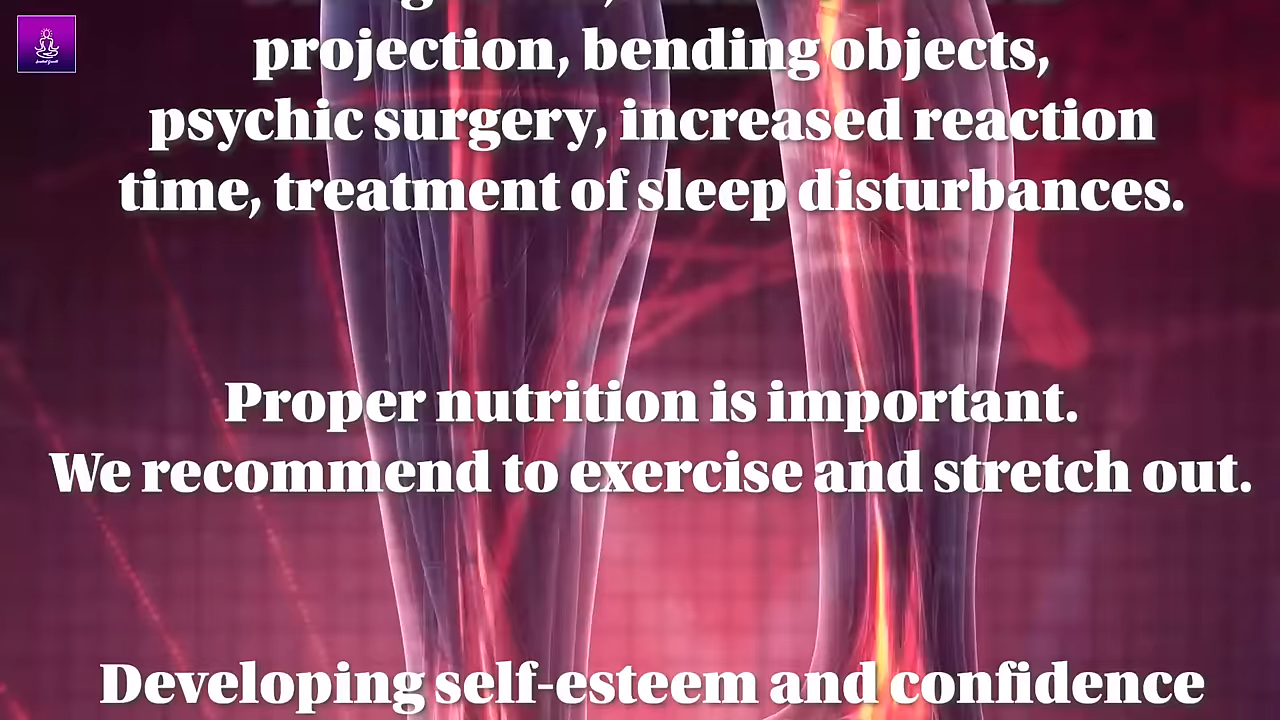 projection, bending objects,
psychic surgery, increased reaction
time, treatment of sleep disturbances.
Proper nutrition is important.
We recommend to exercise and stretch out.
Developing self-esteem and confidence